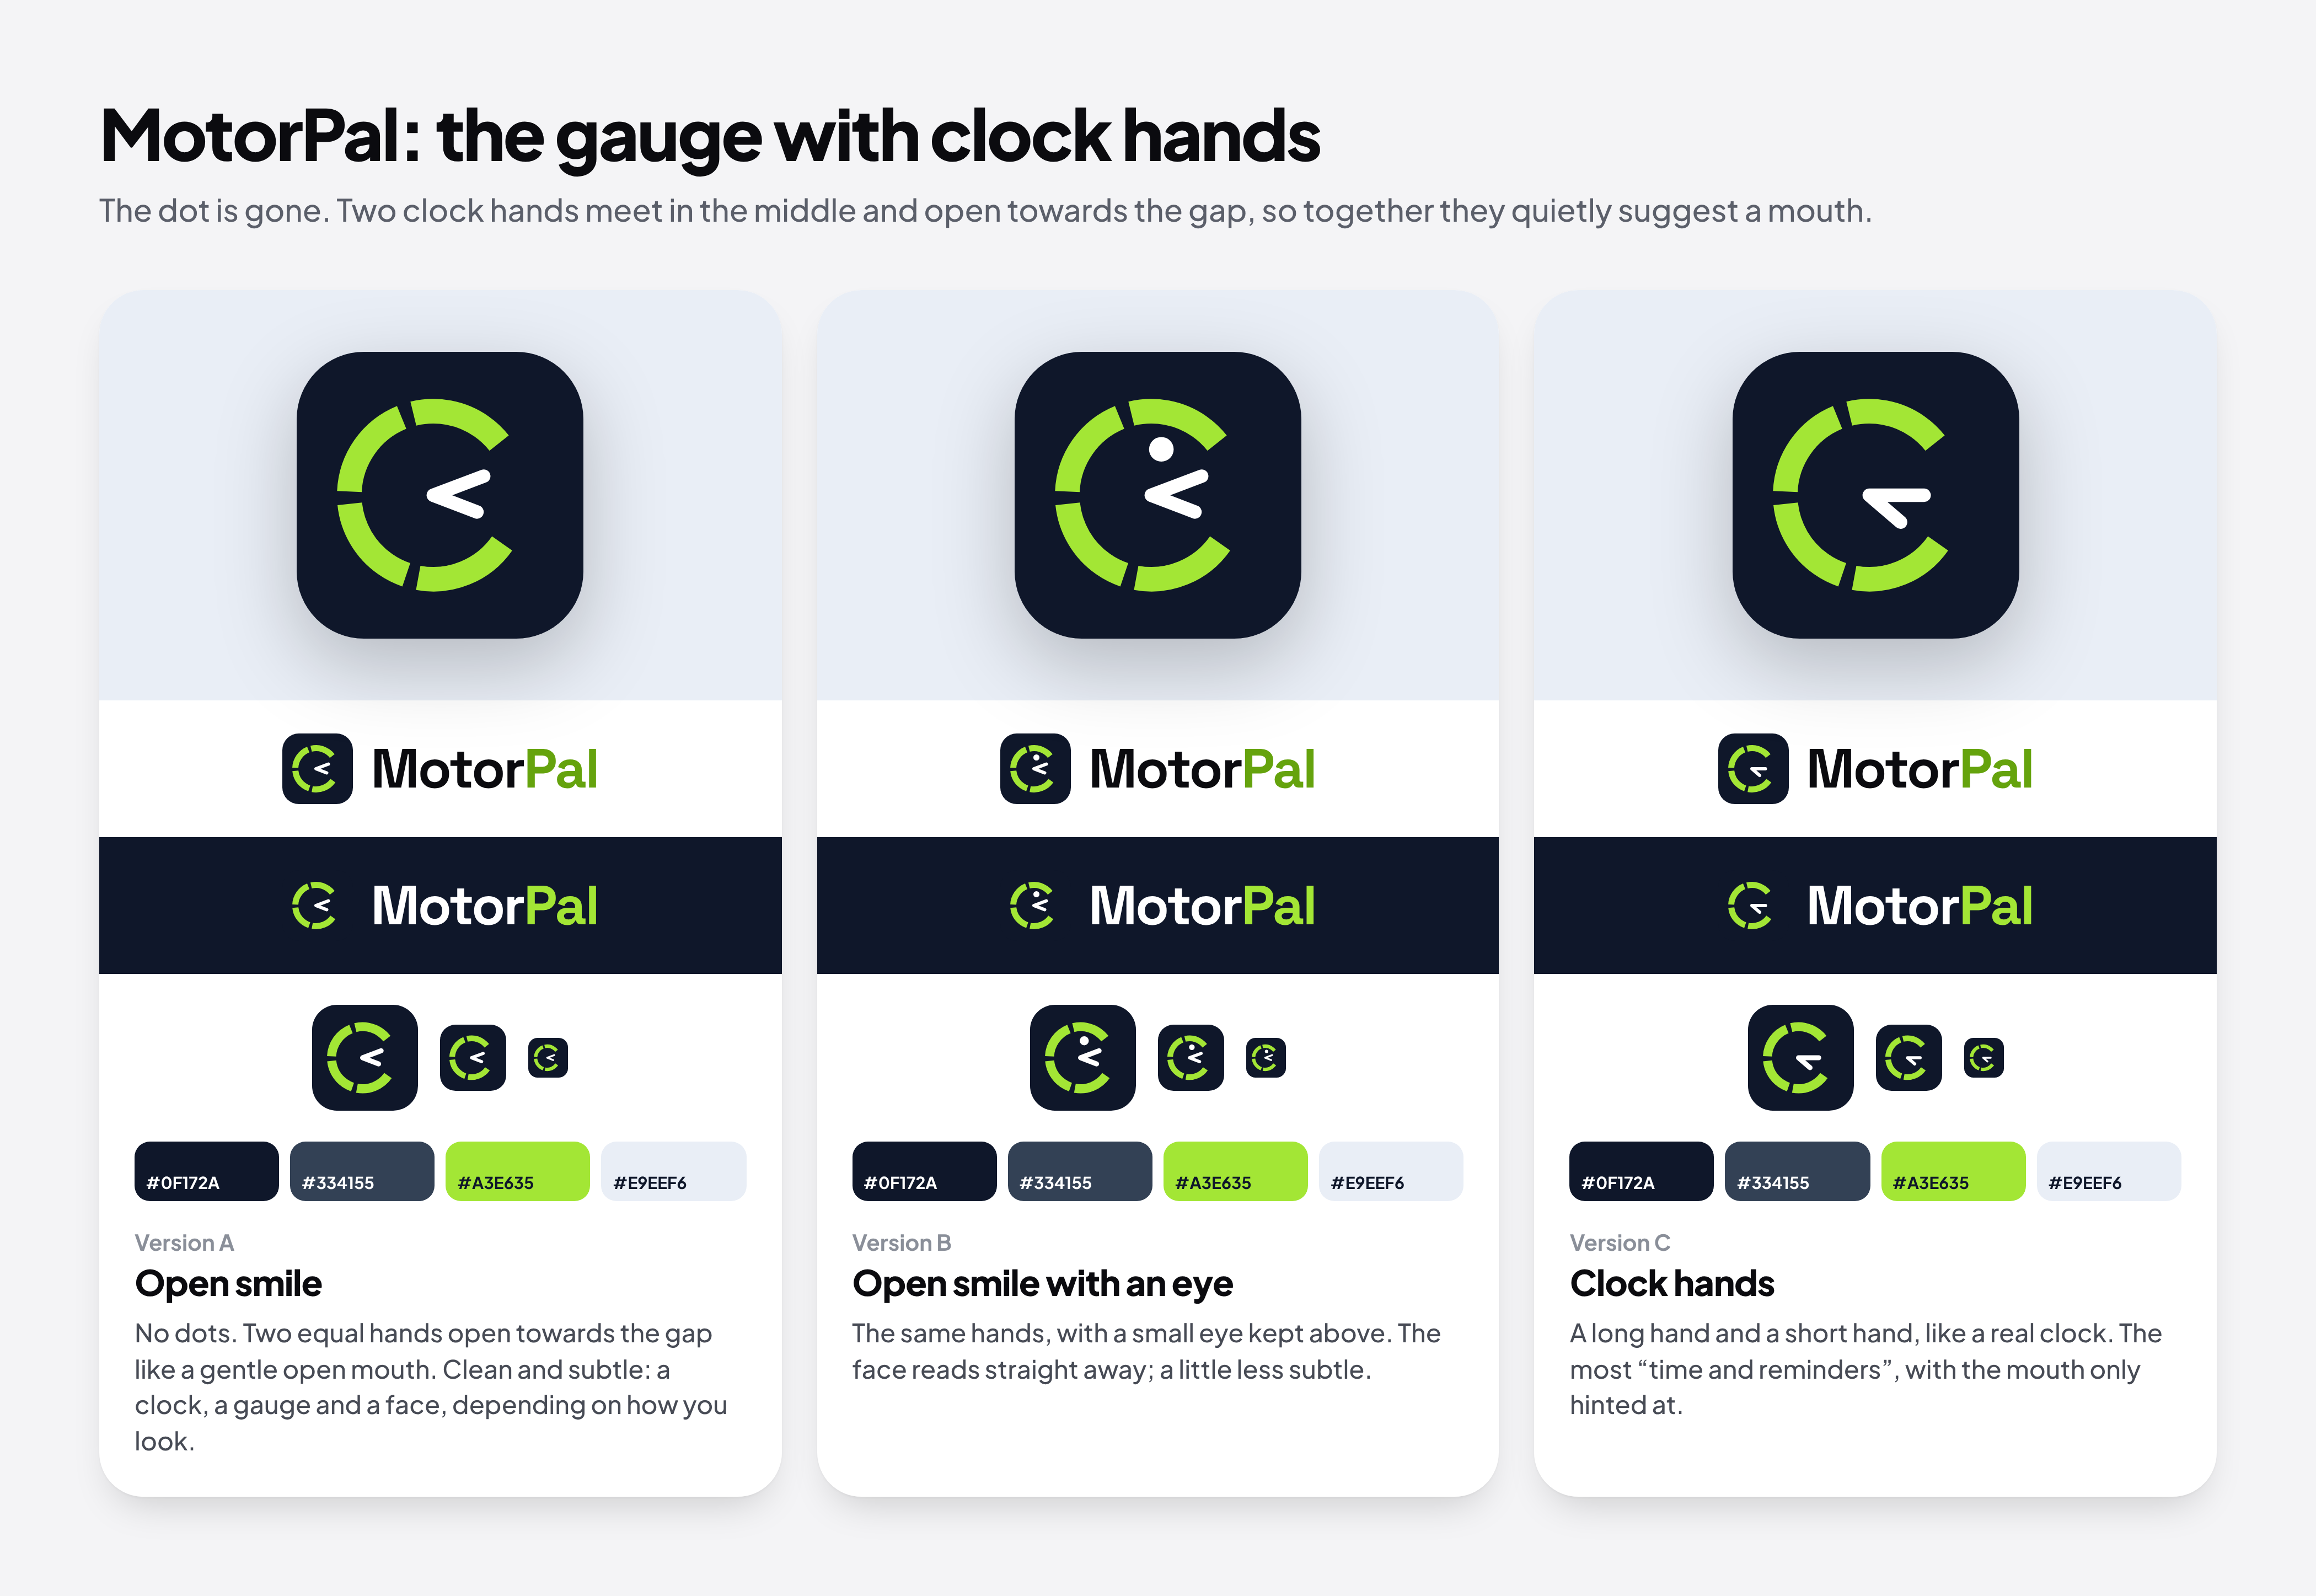 MotorPal: the gauge with clock hands
The dot is gone. Two clock hands meet in the middle and open towards the gap, so together they quietly suggest a mouth.
MotorPal
MotorPal
#0F172A
#334155
#A3E635
#E9EEF6
Version A
Open smile
No dots. Two equal hands open towards the gap
like a gentle open mouth. Clean and subtle: a
clock, a gauge and a face, depending on how you
look.
MotorPal
MotorPal
#0F172A
#334155
#A3E635
#E9EEF6
Version B
Open smile with an eye
The same hands, with a small eye kept above. The
face reads straight away; a little less subtle.
MotorPal
MotorPal
#0F172A
#334155
#A3E635
#E9EEF6
Version C
Clock hands
A long hand and a short hand, like a real clock. The
most “time and reminders”, with the mouth only
hinted at.